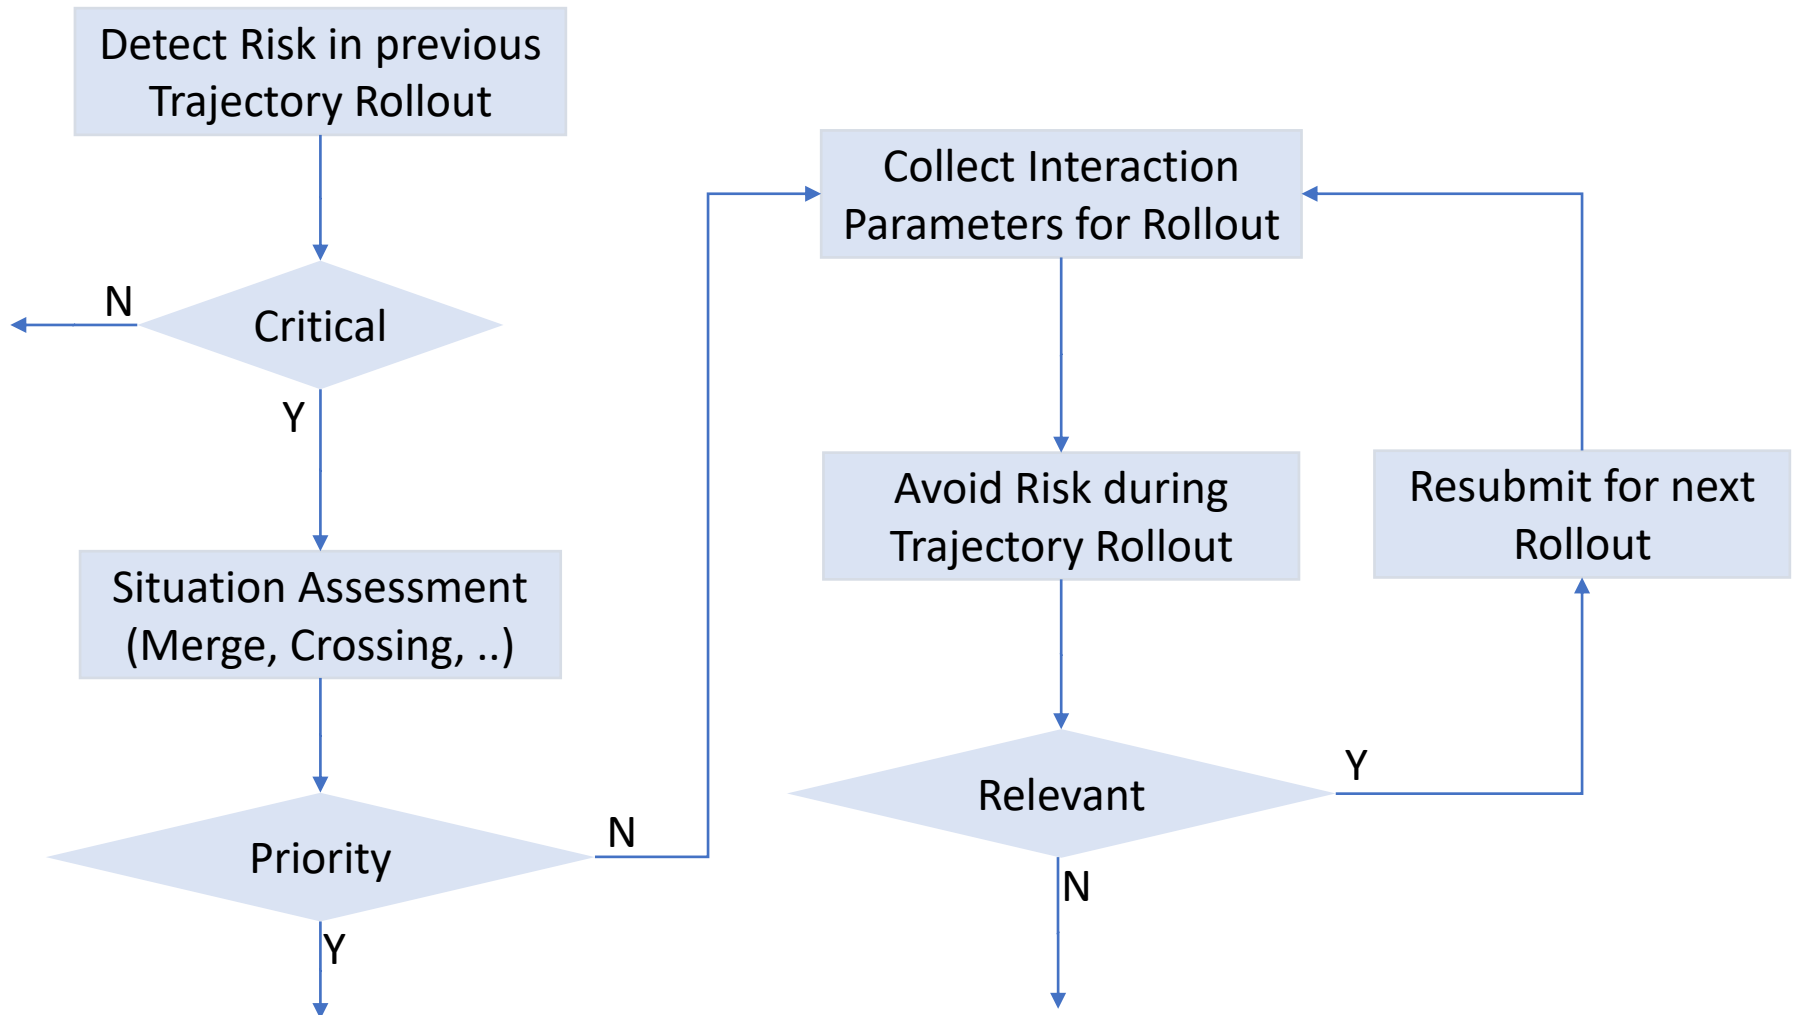 Detect Risk in previous
Trajectory Rollout
N
Critical
Y
Situation Assessment
(Merge, Crossing, ..)
Priority
N
Y
Collect Interaction
Parameters for Rollout
Avoid Risk during
Trajectory Rollout
Relevant
Y
N
Resubmit for next
Rollout